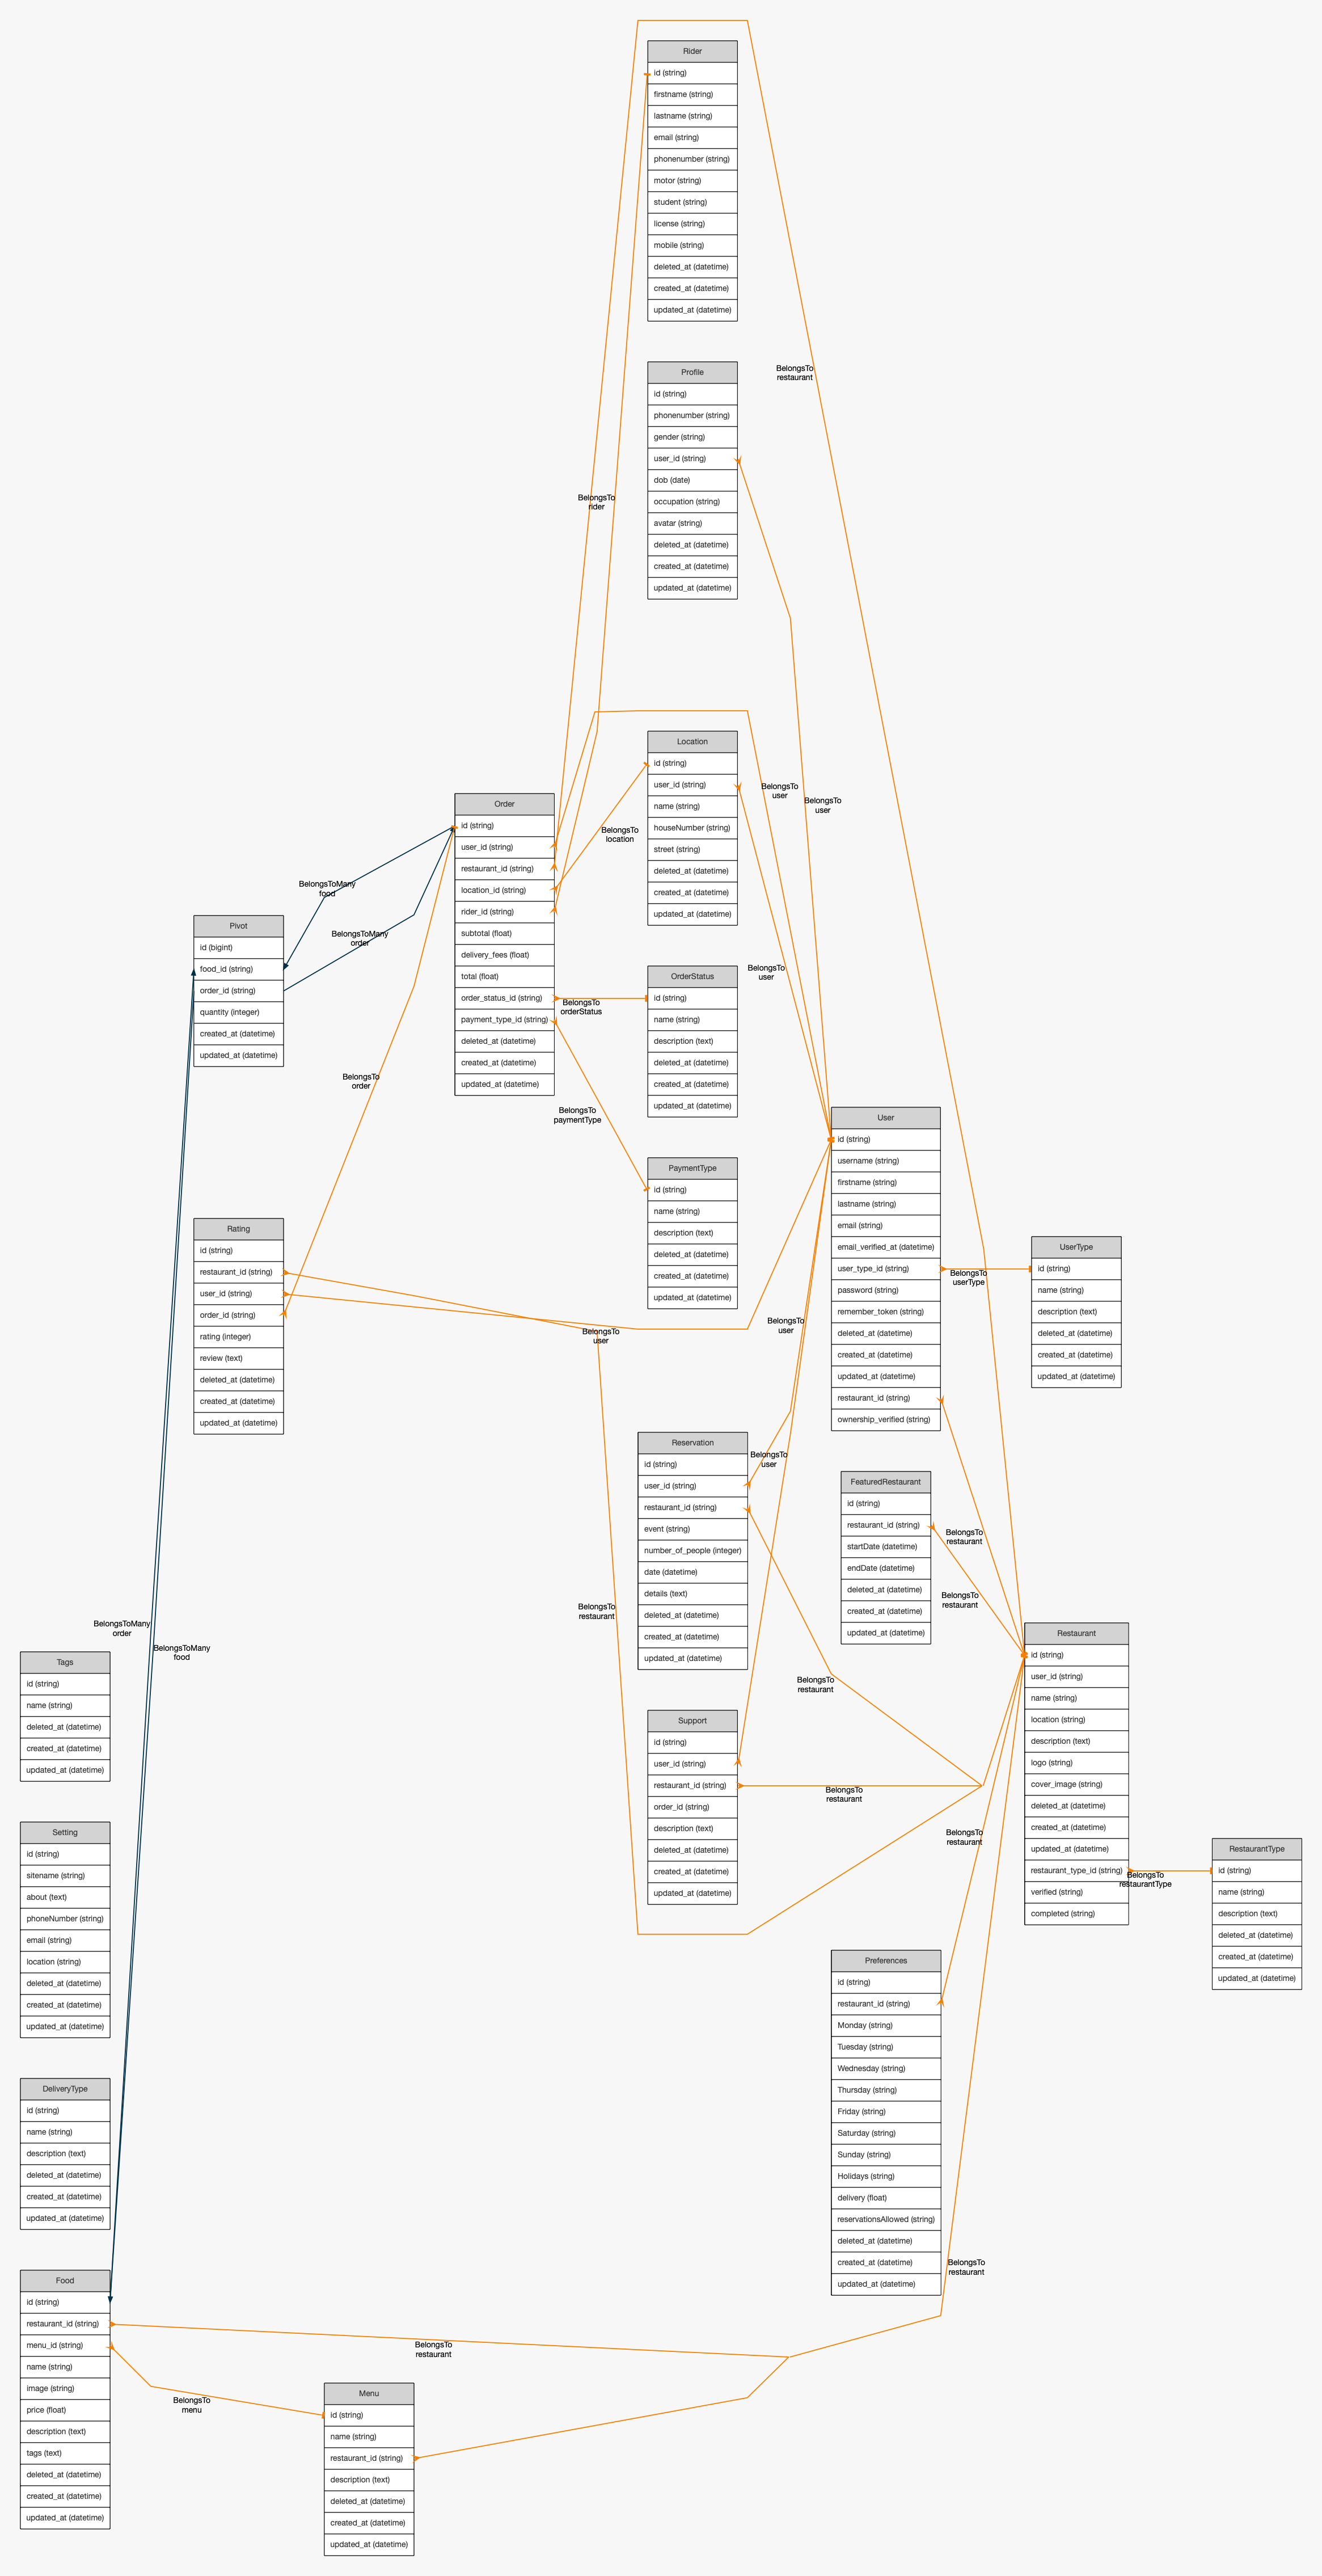 Rider
id (string)
firstname (string)
lastname (string)
email (string)
phonenumber (string)
motor (string)
student (string)
license (string)
mobile (string)
deleted_at (datetime)
created_at (datetime)
updated_at (datetime)
BelongsTo
restaurant
Profile
id (string)
phonenumber (string)
gender (string)
user_id (string)
dob (date)
occupation (string)
avatar (string)
deleted_at (datetime)
created_at (datetime)
updated_at (datetime)
BelongsTo
rider
Location
id (string)
user_id (string)
name (string)
houseNumber (string)
street (string)
deleted_at (datetime)
created_at (datetime)
updated_at (datetime)
BelongsTo
user
BelongsTo
user
BelongsTo
location
Order
id (string)
user_id (string)
restaurant_id (string)
location_id (string)
rider_id (string)
subtotal (float)
delivery_fees (float)
total (float)
order_status_id (string)
payment_type_id (string)
deleted_at (datetime)
created_at (datetime)
updated_at (datetime)
BelongsToMany
food
BelongsToMany
order
Pivot
id (bigint)
food_id (string)
order_id (string)
quantity (integer)
created_at (datetime)
updated_at (datetime)
BelongsTo
user
OrderStatus
id (string)
name (string)
description (text)
deleted_at (datetime)
created_at (datetime)
updated_at (datetime)
BelongsTo
orderStatus
BelongsTo
order
BelongsTo
paymentType
PaymentType
id (string)
name (string)
description (text)
deleted_at (datetime)
created_at (datetime)
updated_at (datetime)
User
id (string)
username (string)
firstname (string)
lastname (string)
email (string)
email_verified_at (datetime)
user_type_id (string)
password (string)
remember_token (string)
deleted_at (datetime)
created_at (datetime)
updated_at (datetime)
restaurant_id (string)
ownership_verified (string)
BelongsTo
userType
UserType
id (string)
name (string)
description (text)
deleted_at (datetime)
created_at (datetime)
updated_at (datetime)
Rating
id (string)
restaurant_id (string)
user_id (string)
order_id (string)
rating (integer)
review (text)
deleted_at (datetime)
created_at (datetime)
updated_at (datetime)
BelongsTo
user
BelongsTo
user
Reservation
id (string)
user_id (string)
restaurant_id (string)
event (string)
number_of_people (integer)
date (datetime)
details (text)
deleted_at (datetime)
created_at (datetime)
updated_at (datetime)
BelongsTo
user
FeaturedRestaurant
id (string)
restaurant_id (string)
startDate (datetime)
endDate (datetime)
deleted_at (datetime)
created_at (datetime)
updated_at (datetime)
BelongsTo
restaurant
BelongsTo
restaurant
BelongsTo
restaurant
BelongsTo
restaurant
Restaurant
id (string)
user_id (string)
name (string)
location (string)
description (text)
logo (string)
cover_image (string)
deleted_at (datetime)
created_at (datetime)
updated_at (datetime)
restaurant_type_id (string)
verified (string)
completed (string)
Support
id (string)
user_id (string)
restaurant_id (string)
order_id (string)
description (text)
deleted_at (datetime)
created_at (datetime)
updated_at (datetime)
BelongsTo
restaurant
BelongsTo
restaurant
BelongsTo
restaurantType
RestaurantType
id (string)
name (string)
description (text)
deleted_at (datetime)
created_at (datetime)
updated_at (datetime)
BelongsToMany
order
BelongsToMany
food
Tags
id (string)
name (string)
deleted_at (datetime)
created_at (datetime)
updated_at (datetime)
Setting
id (string)
sitename (string)
about (text)
phoneNumber (string)
email (string)
location (string)
deleted_at (datetime)
created_at (datetime)
updated_at (datetime)
Preferences
id (string)
restaurant_id (string)
Monday (string)
Tuesday (string)
Wednesday (string)
Thursday (string)
Friday (string)
Saturday (string)
Sunday (string)
Holidays (string)
delivery (float)
reservationsAllowed (string)
deleted_at (datetime)
created_at (datetime)
updated_at (datetime)
BelongsTo
restaurant
DeliveryType
id (string)
name (string)
description (text)
deleted_at (datetime)
created_at (datetime)
updated_at (datetime)
Food
id (string)
restaurant_id (string)
menu_id (string)
name (string)
image (string)
price (float)
description (text)
tags (text)
deleted_at (datetime)
created_at (datetime)
updated_at (datetime)
BelongsTo
restaurant
BelongsTo
menu
Menu
id (string)
name (string)
restaurant_id (string)
description (text)
deleted_at (datetime)
created_at (datetime)
updated_at (datetime)